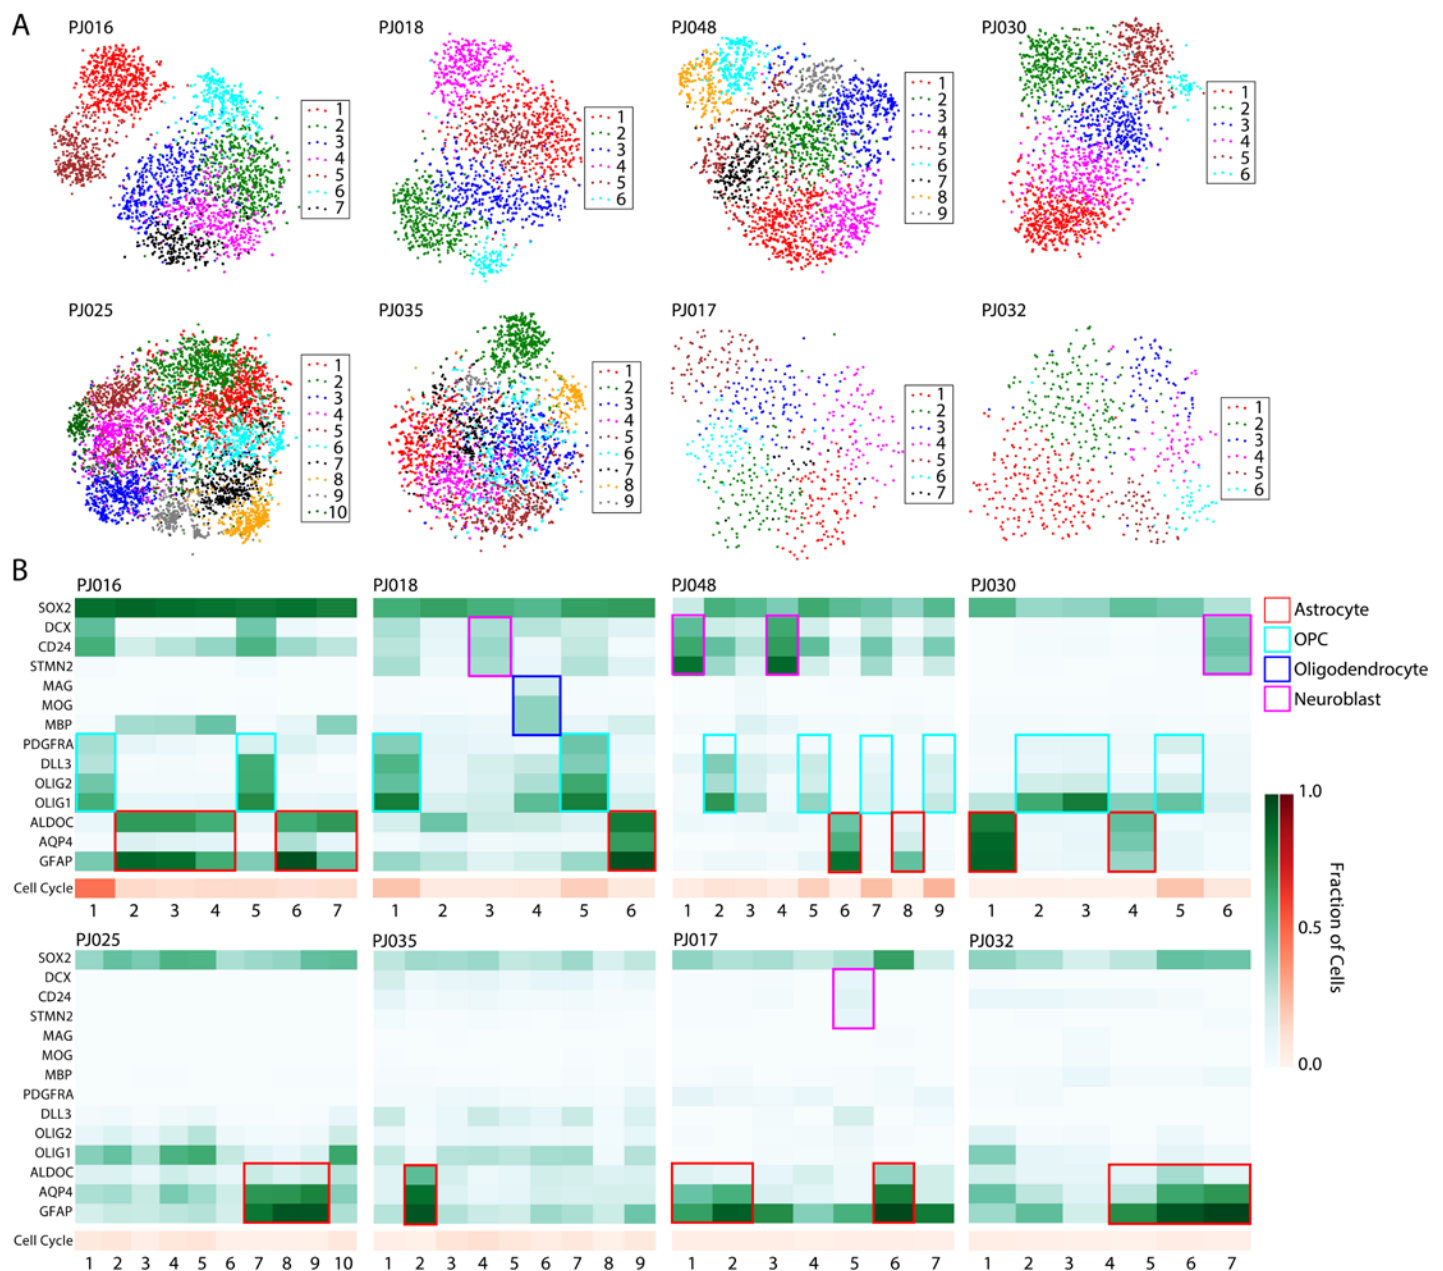 A
PJ016
PJ018
PJ048
PJ030
1
2
3
4
5
6
7
1
2
3
4
5
6
1
2
3
4
5
6
7
8
9
1
2
3
4
5
6
PJ025
PJ035
PJ017
PJ032
1
2
3
4
5
6
7
8
9
10
1
2
3
4
5
6
7
8
9
1
2
3
4
5
6
7
1
2
3
4
5
6
B
PJ016
PJ018
PJ048
PJ030
SOX2
DCX
CD24
STMN2
MAG
MOG
MBP
PDGFRA
DLL3
OLIG2
OLIG1
ALDOC
AQP4
GFAP
Cell Cycle
1 2 3 4 5 6 7
1 2 3 4 5 6
1 2 3 4 5 6 7 8 9
1 2 3 4 5 6
Astrocyte
OPC
Oligodendrocyte
Neuroblast
1.0
0.5
0.0
Fraction of Cells
PJ025
PJ035
PJ017
PJ032
SOX2
DCX
CD24
STMN2
MAG
MOG
MBP
PDGFRA
DLL3
OLIG2
OLIG1
ALDOC
AQP4
GFAP
Cell Cycle
1 2 3 4 5 6 7 8 9 10
1 2 3 4 5 6 7 8 9
1 2 3 4 5 6 7
1 2 3 4 5 6 7